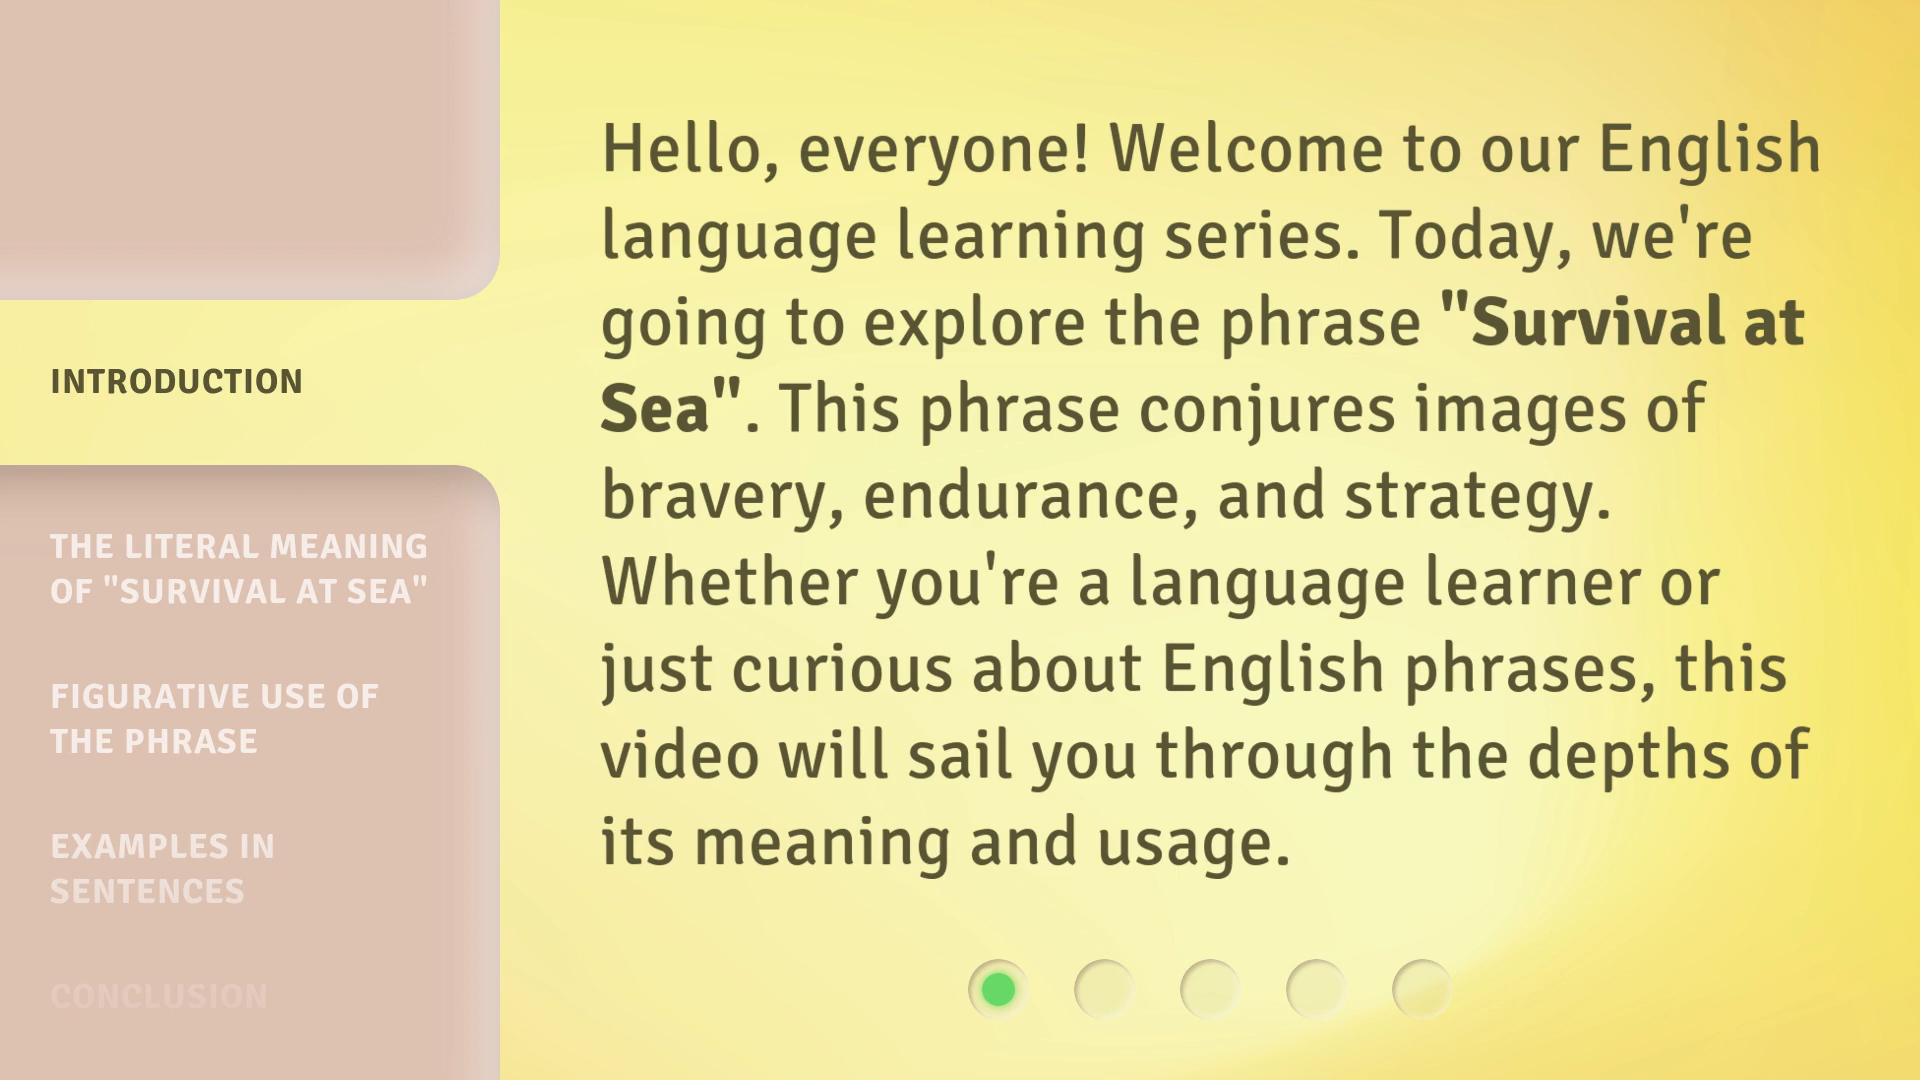 INTRODUCTION
THE LITERAL MEANING
OF "SURVIVAL AT SEA"
FIGURATIVE USE OF
THE PHRASE
EXAMPLES IN
SENTENCES
CONCLUSION
Hello, everyone! Welcome to our English
language learning series. Today, we're
going to explore the phrase "Survival at
Sea". This phrase conjures images of
bravery, endurance, and strategy.
Whether you're a language learner or
just curious about English phrases, this
video will sail you through the depths of
its meaning and usage.